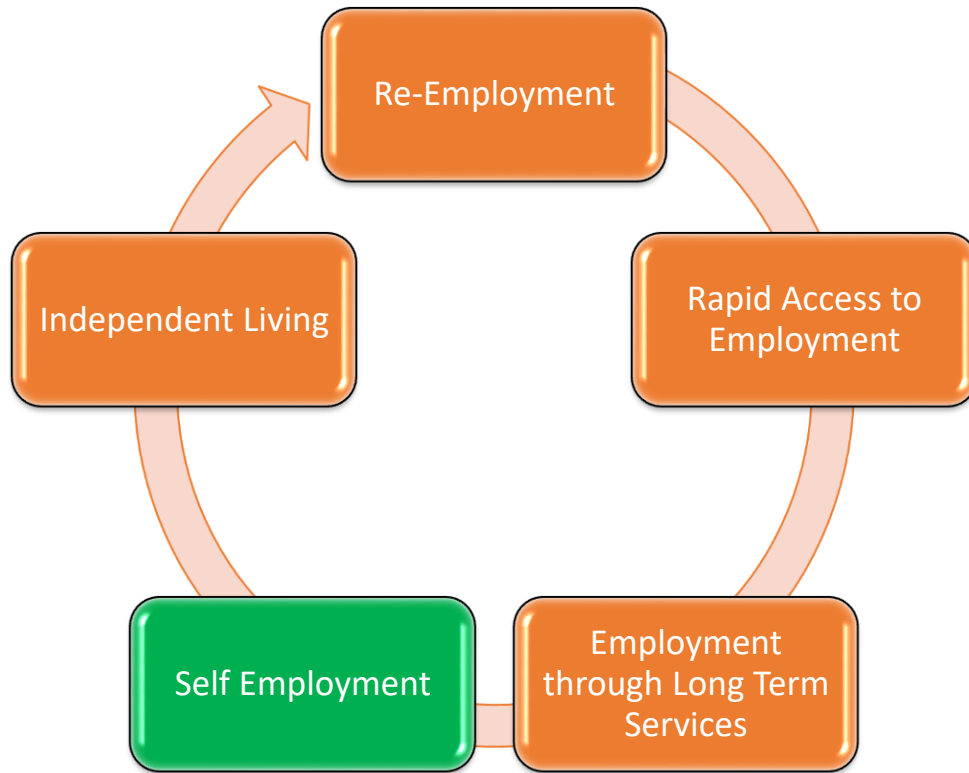 Re-Employment
Rapid Access to
Employment
Employment
through Long Term
Services
Self Employment
Independent Living